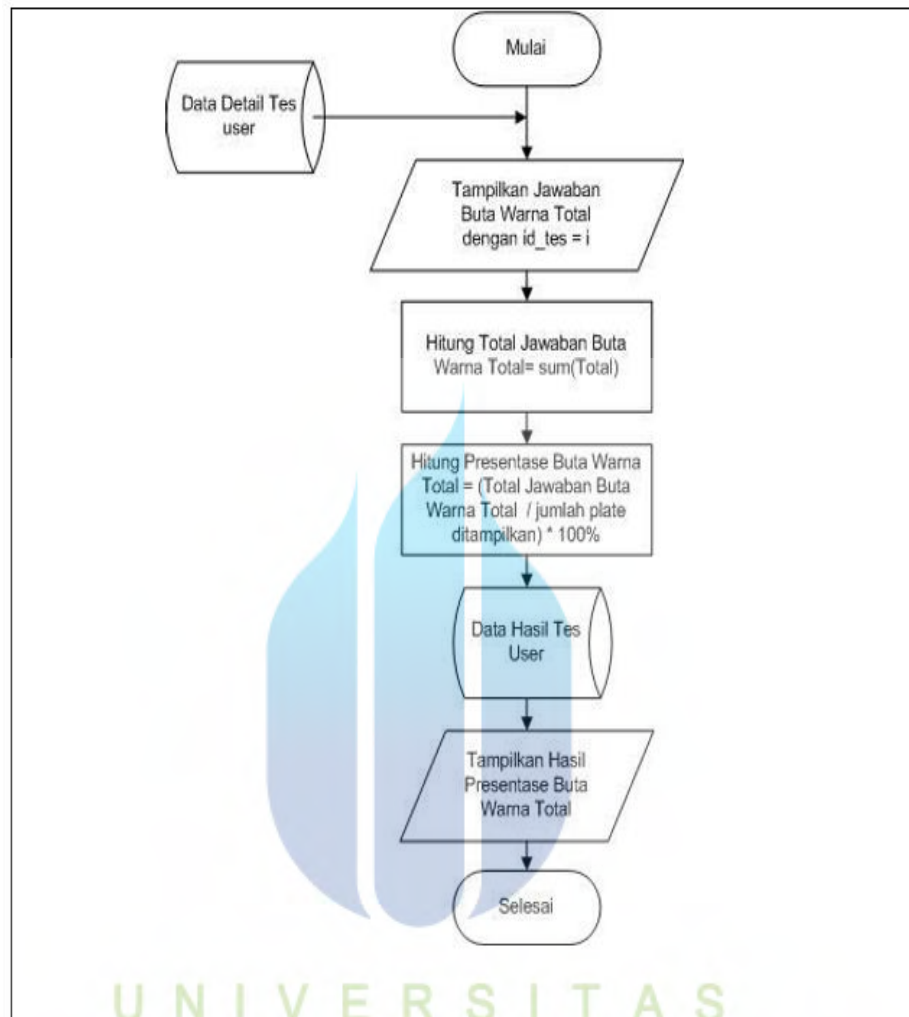 Mulai
Data Detail Tes
user
Tampilkan Jawaban
Buta Warna Total
dengan id_tes = i
Hitung Total Jawaban Buta
Warna Total= sum(Total)
Hitung Presentase Buta Warna
Total = (Total Jawaban Buta
Warna Total / jumlah plate
ditampilkan) * 100%
Data Hasil Tes
User
Tampilkan Hasil
Presentase Buta
Warna Total
Selesai
UNIVERSITAS